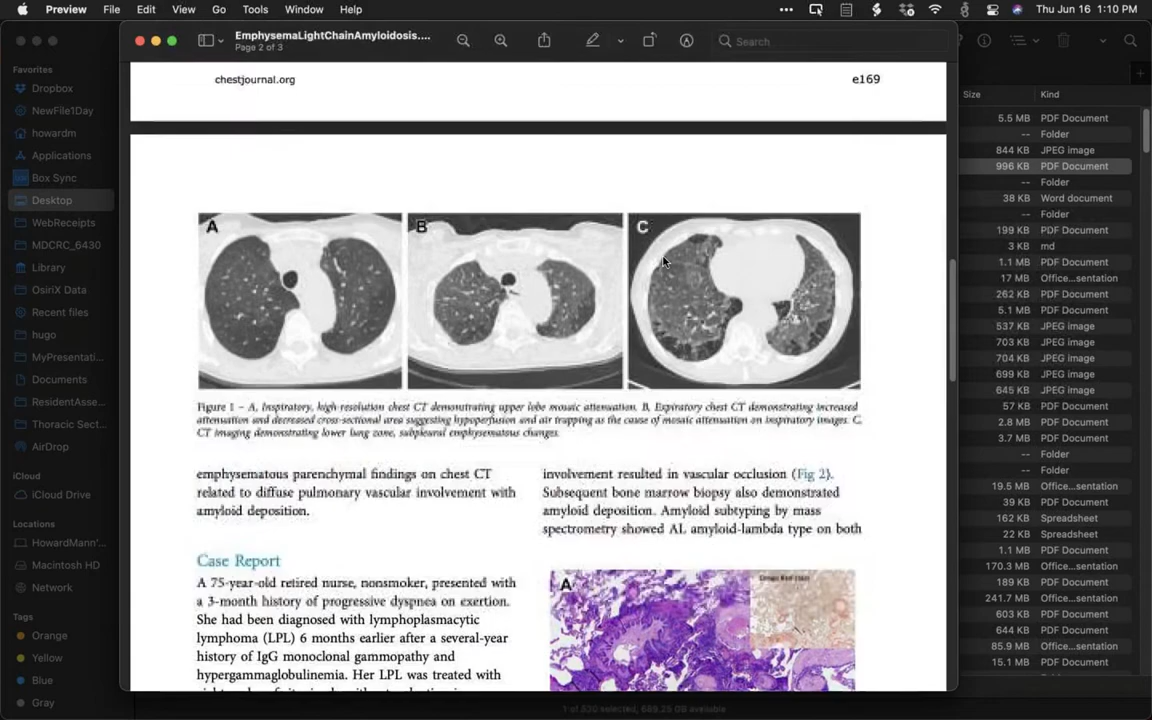 Preview File Edit View Go Tools Window Help
Thu Jun 16 1:10 PM
EmphysemaLightChainAmyloidosis....
Page 2 of 3
Search
Favorites
Dropbox
NewFile1Day
howardm
Applications
Box Sync
Desktop
WebReceipts
MDCRC_6430
Library
OsiriX Data
Recent files
hugo
MyPresentati...
Documents
ResidentAsse...
Thoracic Sect...
AirDrop
iCloud
iCloud Drive
Locations
HowardMann'...
Macintosh HD
Network
Tags
Orange
Yellow
Blue
Gray
chestjournal.org
e169
A
B
C
Figure 1 – A, Inspiratory, high-resolution chest CT demonstrating upper lobe mosaic attenuation. B, Expiratory chest CT demonstrating increased
attenuation and decreased cross-sectional area suggesting hypoperfusion and air trapping as the cause of mosaic attenuation on inspiratory images. C,
CT imaging demonstrating lower lung zone, subpleural emphysematous changes.
emphysematous parenchymal findings on chest CT
related to diffuse pulmonary vascular involvement with
amyloid deposition.
Case Report
A 75-year-old retired nurse, nonsmoker, presented with
a 3-month history of progressive dyspnea on exertion.
She had been diagnosed with lymphoplasmacytic
lymphoma (LPL) 6 months earlier after a several-year
history of IgG monoclonal gammopathy and
hypergammaglobulinemia. Her LPL was treated with
involvement resulted in vascular occlusion (Fig 2).
Subsequent bone marrow biopsy also demonstrated
amyloid deposition. Amyloid subtyping by mass
spectrometry showed AL amyloid-lambda type on both
A
Size Kind
5.5 MB PDF Document
-- Folder
844 KB JPEG image
996 KB PDF Document
-- Folder
38 KB Word document
-- Folder
199 KB PDF Document
3 KB md
1.1 MB PDF Document
17 MB Office...sentation
262 KB PDF Document
5.1 MB PDF Document
537 KB JPEG image
703 KB JPEG image
704 KB JPEG image
699 KB JPEG image
645 KB JPEG image
57 KB PDF Document
2.8 MB PDF Document
3.7 MB PDF Document
-- Folder
-- Folder
19.5 MB Office...sentation
39 KB PDF Document
162 KB Spreadsheet
22 KB Spreadsheet
1.1 MB PDF Document
170.3 MB Office...sentation
189 KB PDF Document
241.7 MB Office...sentation
603 KB PDF Document
644 KB PDF Document
85.9 MB Office...sentation
15.1 MB PDF Document